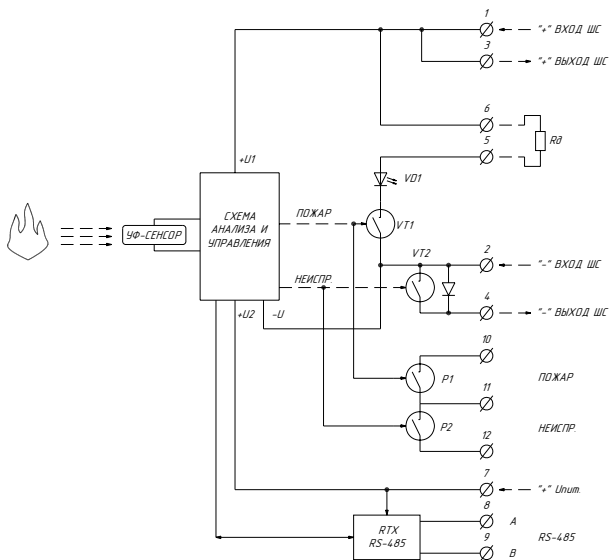 1
"+" ВХОД ШС
3
"+" ВЫХОД ШС
6
5
Rд
VD1
+U1
СХЕМА
АНАЛИЗА И
УПРАВЛЕНИЯ
ПОЖАР
VT1
УФ-СЕНСОР
VT2
2
"-" ВХОД ШС
НЕИСПР.
+U2
-U
4
"-" ВЫХОД ШС
10
P1
ПОЖАР
11
P2
НЕИСПР.
12
7
"+" Uпит.
8
A
RTX
RS-485
9
RS-485
B